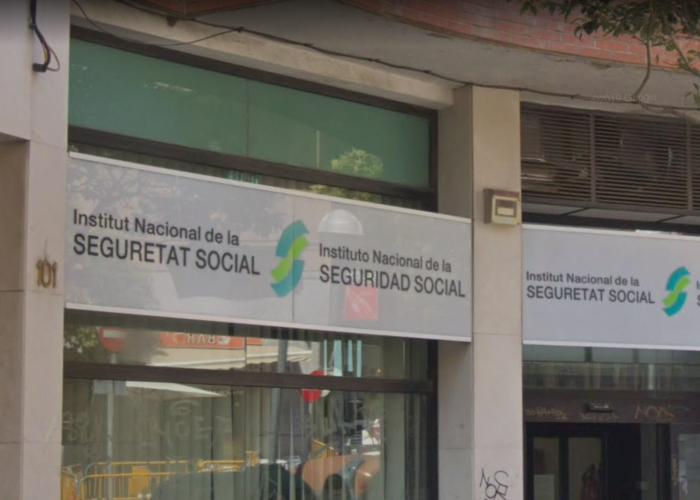 Institut Nacional de la
SEGURETAT SOCIAL
Instituto Nacional de la
SEGURIDAD SOCIAL
Institut Nacional de la
SEGURETAT SOCIAL
101